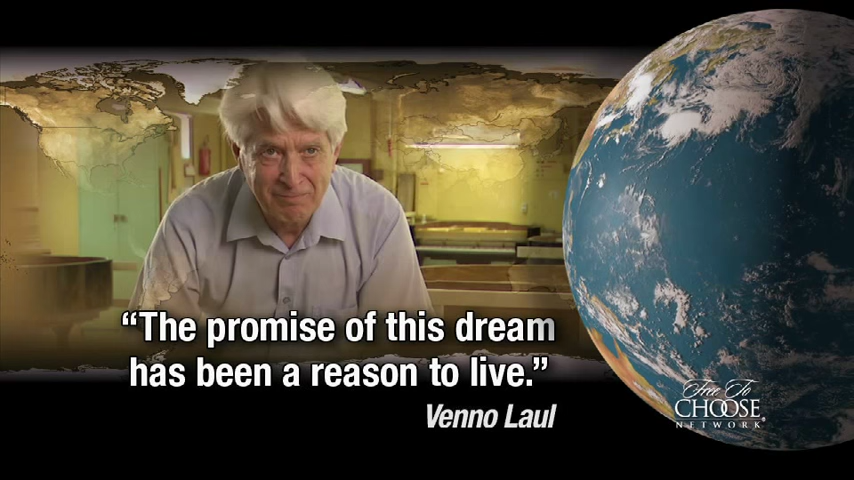 “The promise of this dream
has been a reason to live.”
Venno Laul
Free To
CHOOSE
NETWORK®